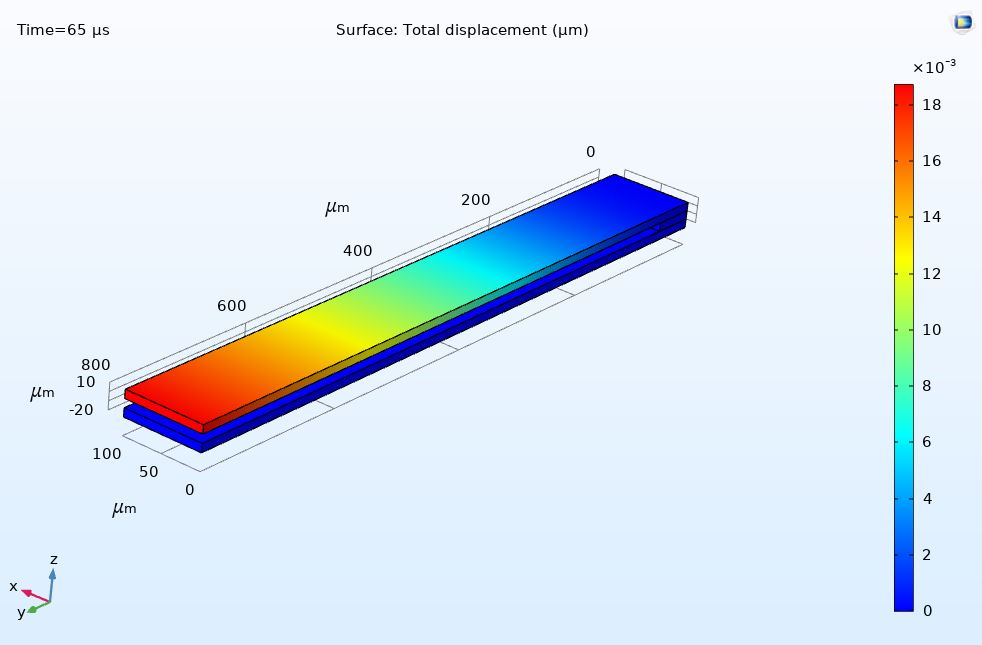 Time=65 µs
Surface: Total displacement (µm)
×10⁻³
18
16
14
12
10
8
6
4
2
0
0
200
µm
400
600
800
10
µm
-20
100
50
0
µm
z
x
y